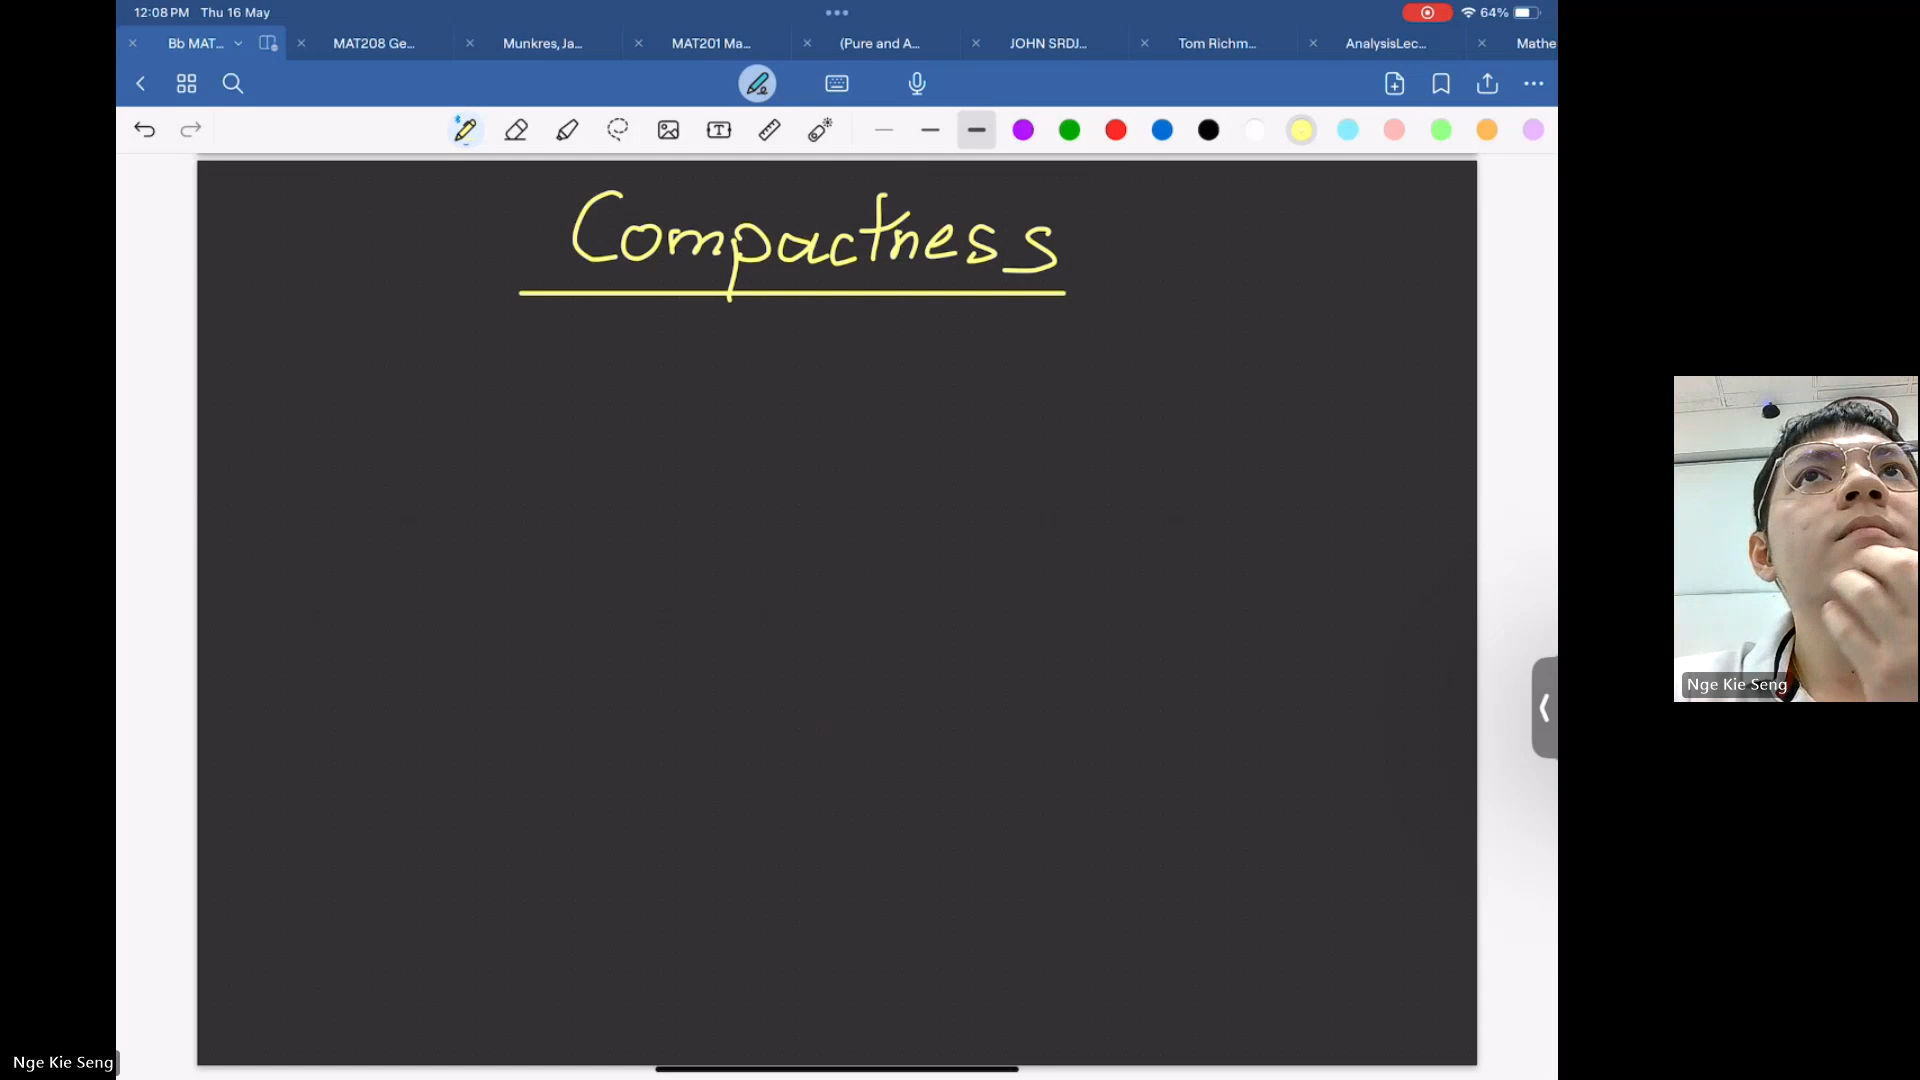 12:08 PM Thu 16 May
64%
Bb MAT...
MAT208 Ge...
Munkres, Ja...
MAT201 Ma...
(Pure and A...
JOHN SRDJ...
Tom Richm...
AnalysisLec...
Mathe
Compactness
Nge Kie Seng
Nge Kie Seng